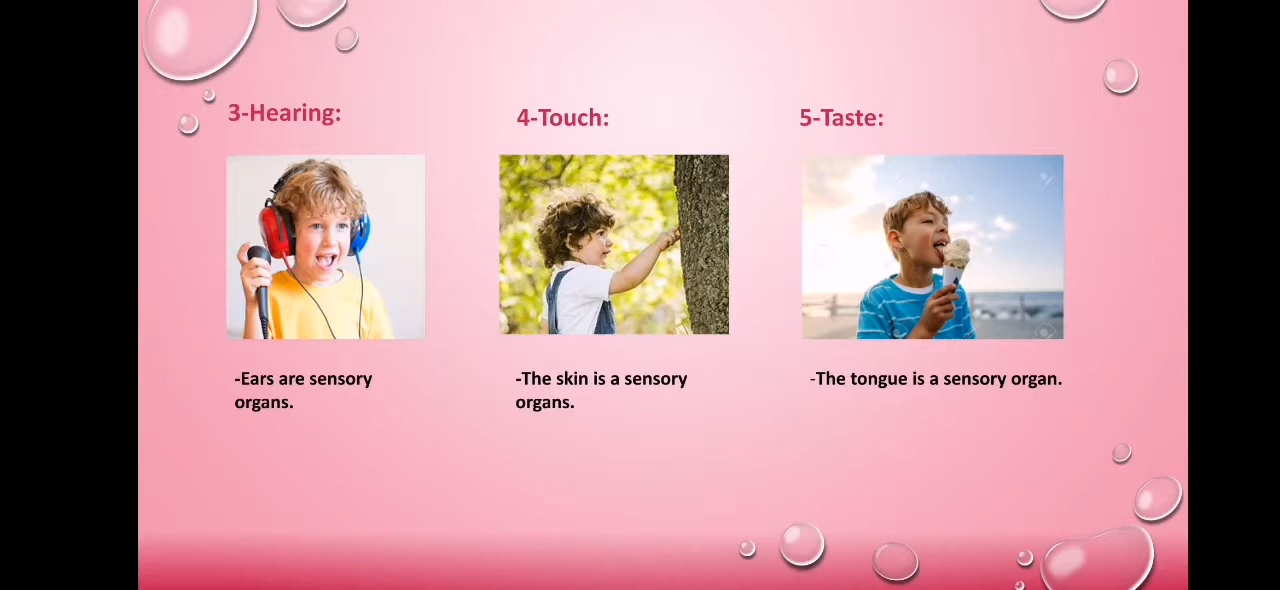 3-Hearing:
4-Touch:
5-Taste:
-Ears are sensory
organs.
-The skin is a sensory
organs.
-The tongue is a sensory organ.